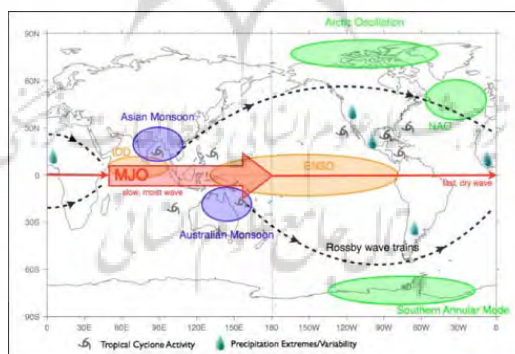 Arctic Oscillation
90N
60N
30N
0
30S
60S
90S
Asian Monsoon
NAO
IOD
MJO
ENSO
slow, moist wave
fast, dry wave
Australian Monsoon
Rossby wave trains
Southern Annular Mode
0E 30E 60E 90E 120E 150E 180 150W 120W 90W 60W 30W 0W
Tropical Cyclone Activity Precipitation Extremes/Variability